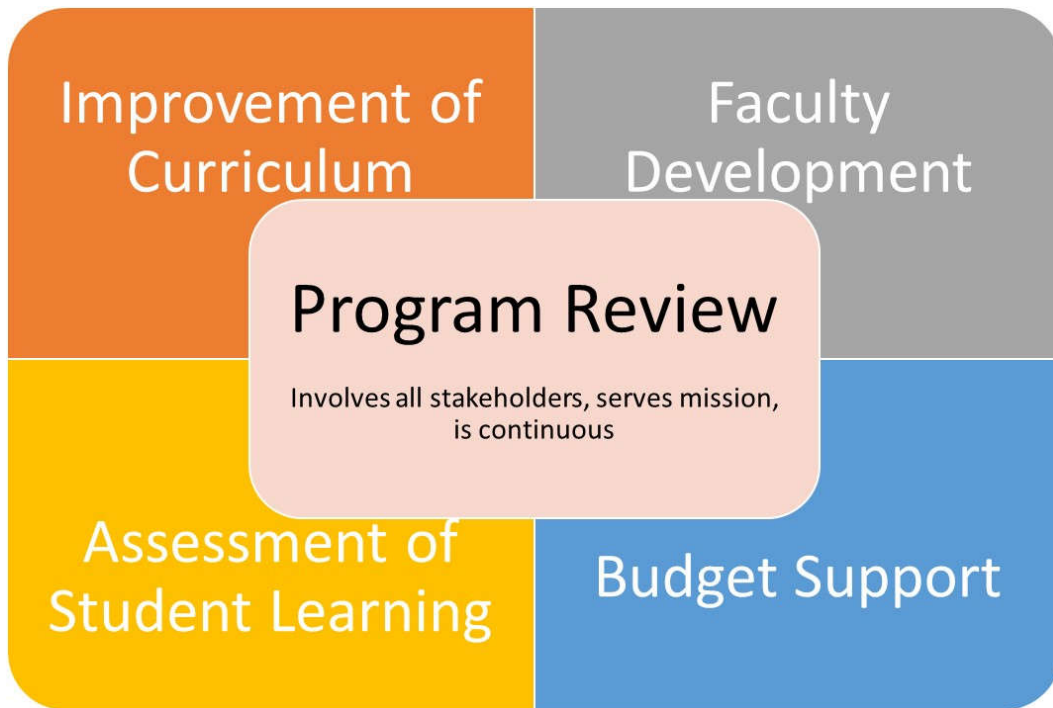 Improvement of
Curriculum
Faculty
Development
Program Review
Involves all stakeholders, serves mission,
is continuous
Assessment of
Student Learning
Budget Support